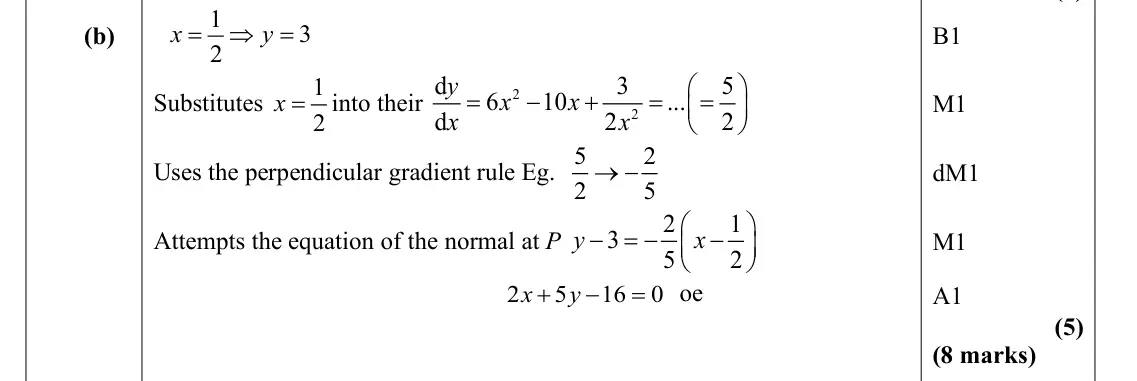 (b) x = 1/2 ⇒ y = 3 B1
Substitutes x = 1/2 into their dy/dx = 6x² − 10x + 3/(2x²) = ...(= 5/2) M1
Uses the perpendicular gradient rule Eg. 5/2 → −2/5 dM1
Attempts the equation of the normal at P y − 3 = −2/5(x − 1/2) M1
2x + 5y − 16 = 0 oe A1
(5)
(8 marks)